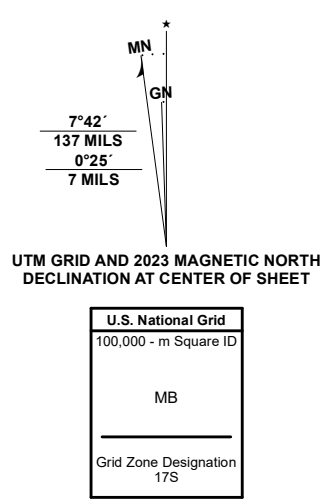 MN
GN
7°42´
137 MILS
0°25´
7 MILS
UTM GRID AND 2023 MAGNETIC NORTH
DECLINATION AT CENTER OF SHEET
U.S. National Grid
100,000 - m Square ID
MB
Grid Zone Designation
17S